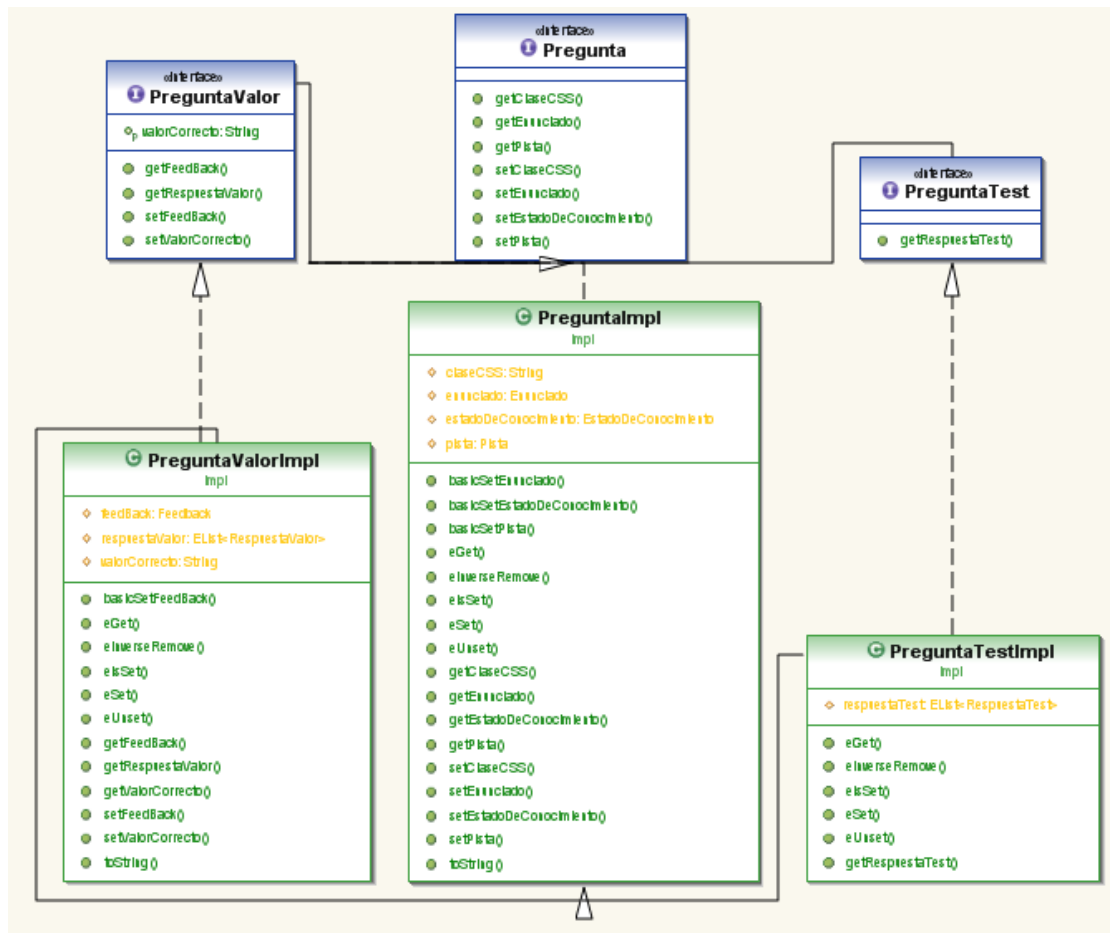 «Interface»
Pregunta
getClaseCSS()
getEnunciado()
getPista()
setClaseCSS()
setEnunciado()
setEstadoDeConocimiento()
setPista()
«Interface»
PreguntaValor
valorCorrecto: String
getFeedBack()
getRespuestaValor()
setFeedBack()
setValorCorrecto()
«Interface»
PreguntaTest
getRespuestaTest()
PreguntaImpl
Impl
claseCSS: String
enunciado: Enunciado
estadoDeConocimiento: EstadoDeConocimiento
pista: Pista
basicSetEnunciado()
basicSetEstadoDeConocimiento()
basicSetPista()
eGet()
eInverseRemove()
eIsSet()
eSet()
eUnset()
getClaseCSS()
getEnunciado()
getEstadoDeConocimiento()
getPista()
setClaseCSS()
setEnunciado()
setEstadoDeConocimiento()
setPista()
toString()
PreguntaValorImpl
Impl
feedBack: Feedback
respuestaValor: EList<RespuestaValor>
valorCorrecto: String
basicSetFeedBack()
eGet()
eInverseRemove()
eIsSet()
eSet()
eUnset()
getFeedBack()
getRespuestaValor()
getValorCorrecto()
setFeedBack()
setValorCorrecto()
toString()
PreguntaTestImpl
Impl
respuestaTest: EList<RespuestaTest>
eGet()
eInverseRemove()
eIsSet()
eSet()
eUnset()
getRespuestaTest()